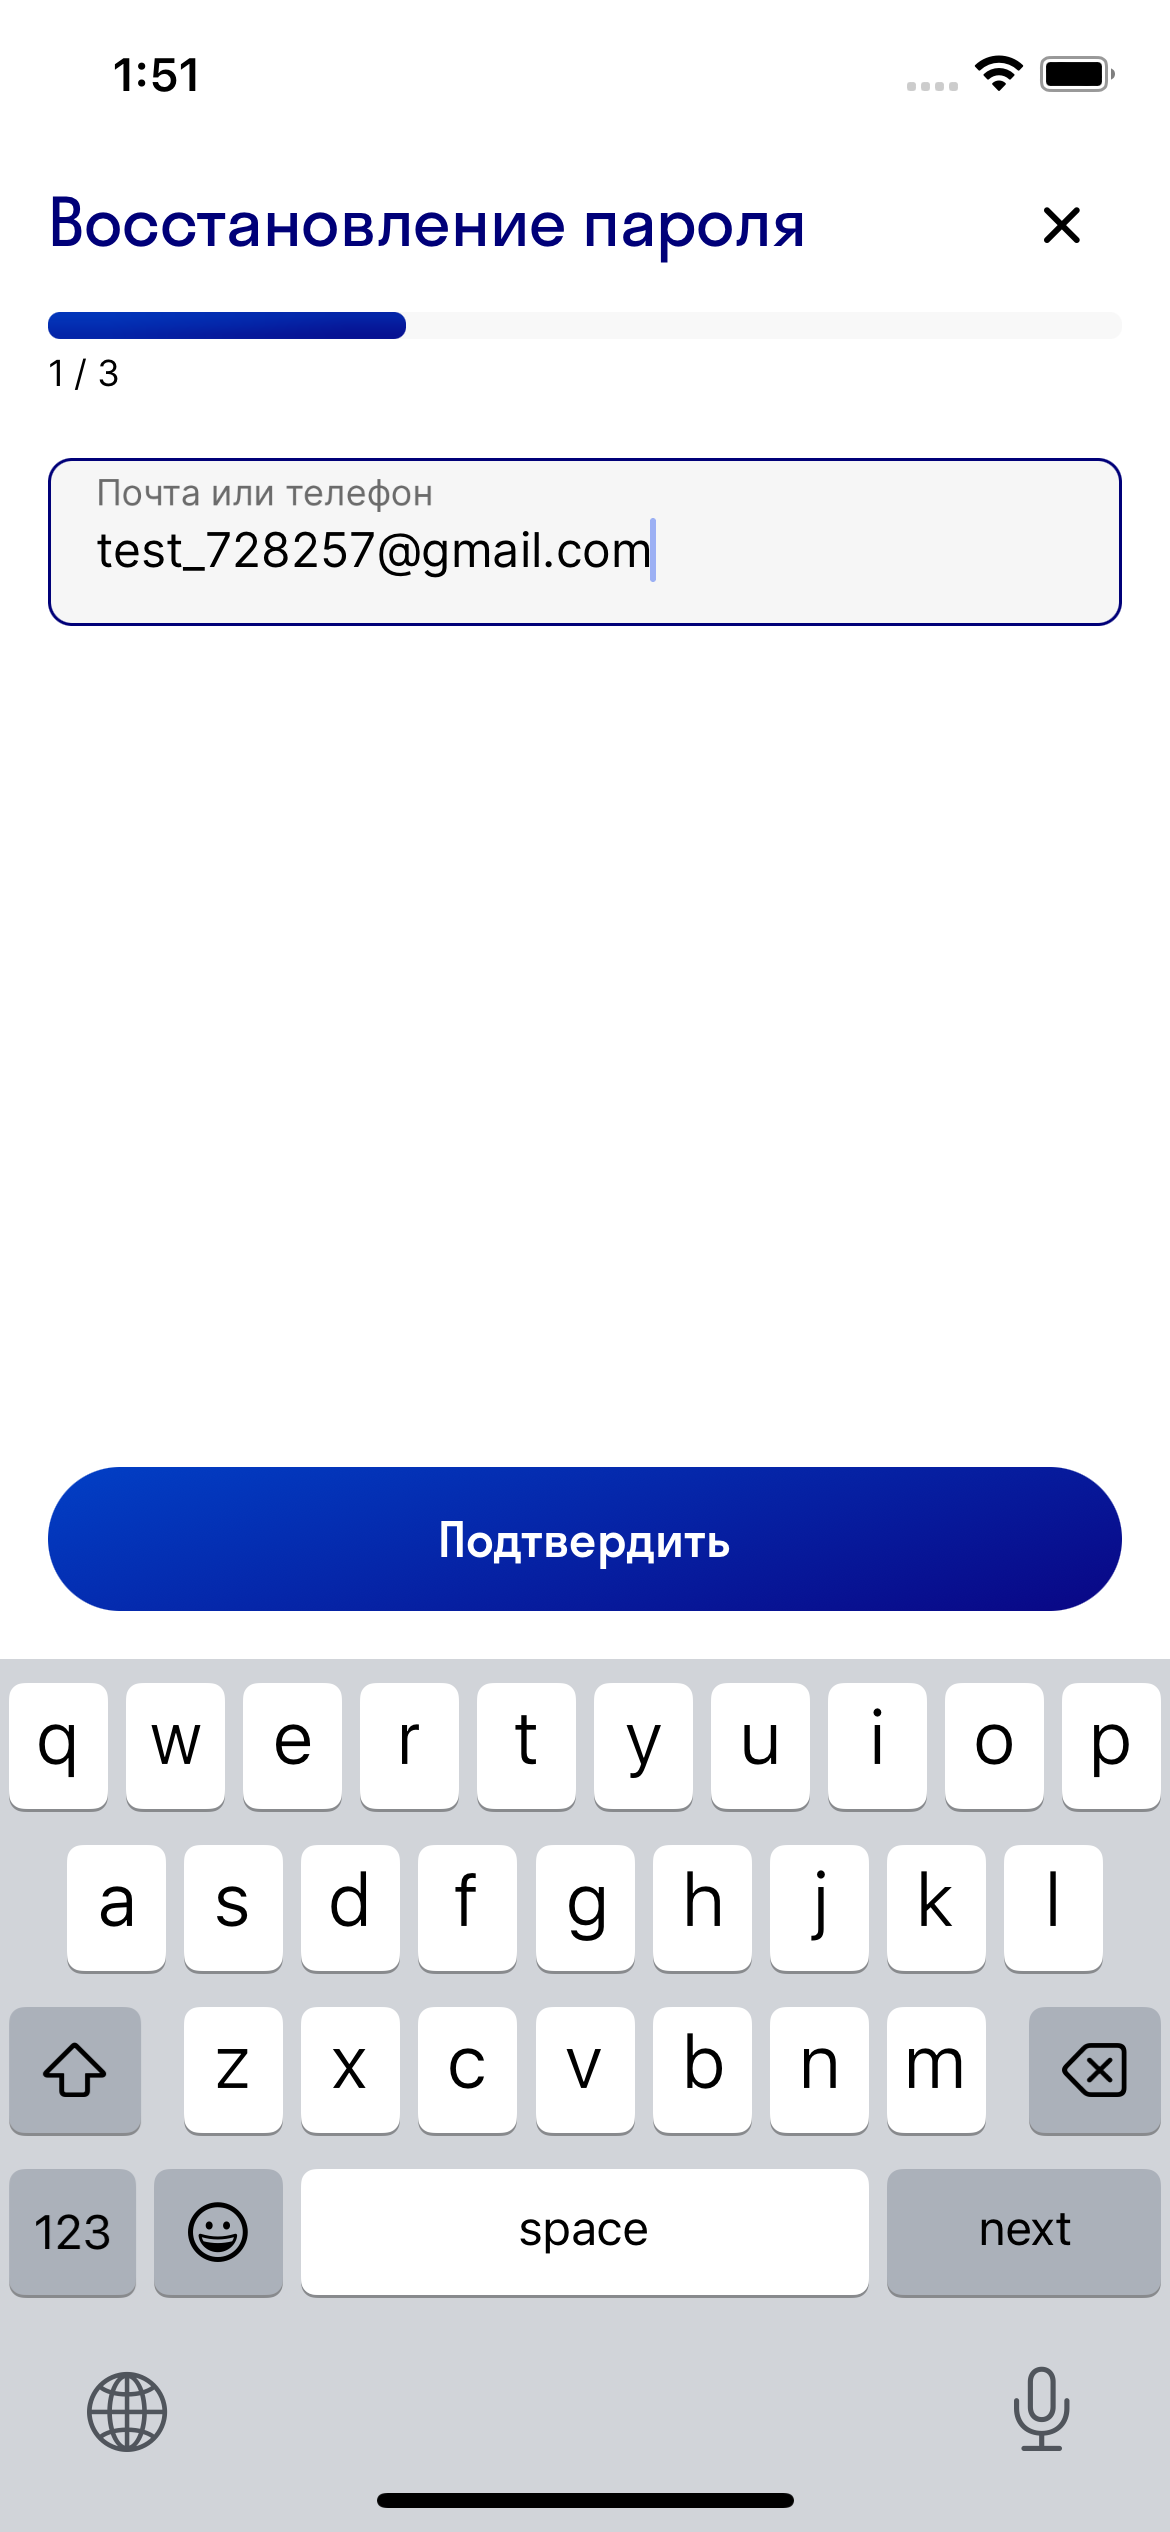 1:51
Восстановление пароля
1 / 3
Почта или телефон
test_728257@gmail.com
Подтвердить
q w e r t y u i o p
a s d f g h j k l
z x c v b n m
123 space next